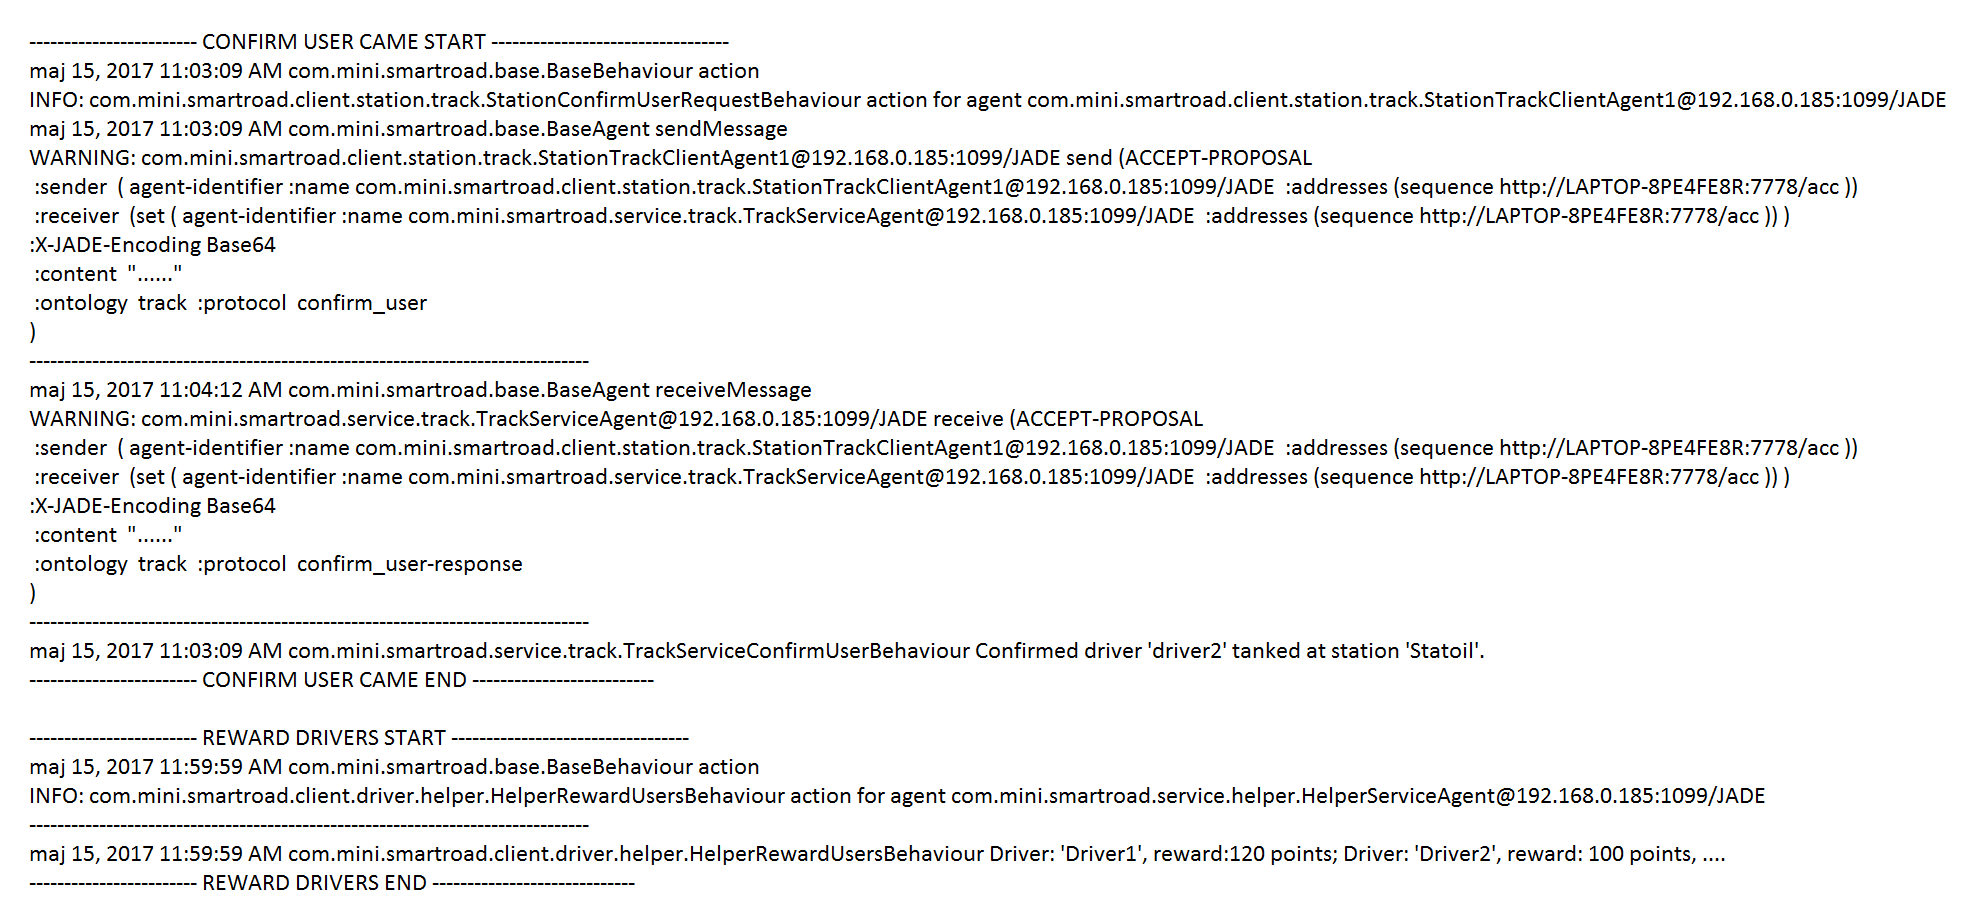 ------------------------ CONFIRM USER CAME START ----------------------------------
maj 15, 2017 11:03:09 AM com.mini.smartroad.base.BaseBehaviour action
INFO: com.mini.smartroad.client.station.track.StationConfirmUserRequestBehaviour action for agent com.mini.smartroad.client.station.track.StationTrackClientAgent1@192.168.0.185:1099/JADE
maj 15, 2017 11:03:09 AM com.mini.smartroad.base.BaseAgent sendMessage
WARNING: com.mini.smartroad.client.station.track.StationTrackClientAgent1@192.168.0.185:1099/JADE send (ACCEPT-PROPOSAL
:sender ( agent-identifier :name com.mini.smartroad.client.station.track.StationTrackClientAgent1@192.168.0.185:1099/JADE :addresses (sequence http://LAPTOP-8PE4FE8R:7778/acc ))
:receiver (set ( agent-identifier :name com.mini.smartroad.service.track.TrackServiceAgent@192.168.0.185:1099/JADE :addresses (sequence http://LAPTOP-8PE4FE8R:7778/acc )) )
:X-JADE-Encoding Base64
:content "......"
:ontology track :protocol confirm_user
)
--------------------------------------------------------------------------------
maj 15, 2017 11:04:12 AM com.mini.smartroad.base.BaseAgent receiveMessage
WARNING: com.mini.smartroad.service.track.TrackServiceAgent@192.168.0.185:1099/JADE receive (ACCEPT-PROPOSAL
:sender ( agent-identifier :name com.mini.smartroad.client.station.track.StationTrackClientAgent1@192.168.0.185:1099/JADE :addresses (sequence http://LAPTOP-8PE4FE8R:7778/acc ))
:receiver (set ( agent-identifier :name com.mini.smartroad.service.track.TrackServiceAgent@192.168.0.185:1099/JADE :addresses (sequence http://LAPTOP-8PE4FE8R:7778/acc )) )
:X-JADE-Encoding Base64
:content "......"
:ontology track :protocol confirm_user-response
)
--------------------------------------------------------------------------------
maj 15, 2017 11:03:09 AM com.mini.smartroad.service.track.TrackServiceConfirmUserBehaviour Confirmed driver 'driver2' tanked at station 'Statoil'.
------------------------ CONFIRM USER CAME END --------------------------
------------------------ REWARD DRIVERS START ----------------------------------
maj 15, 2017 11:59:59 AM com.mini.smartroad.base.BaseBehaviour action
INFO: com.mini.smartroad.client.driver.helper.HelperRewardUsersBehaviour action for agent com.mini.smartroad.service.helper.HelperServiceAgent@192.168.0.185:1099/JADE
--------------------------------------------------------------------------------
maj 15, 2017 11:59:59 AM com.mini.smartroad.client.driver.helper.HelperRewardUsersBehaviour Driver: 'Driver1', reward:120 points; Driver: 'Driver2', reward: 100 points, ....
------------------------ REWARD DRIVERS END -----------------------------